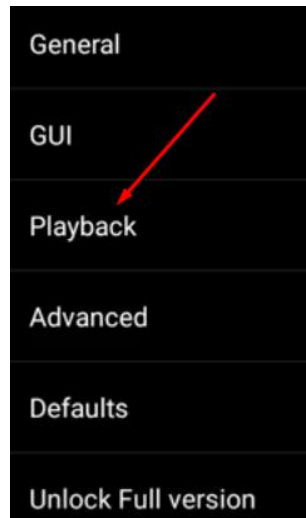 General
GUI
Playback
Advanced
Defaults
Unlock Full version